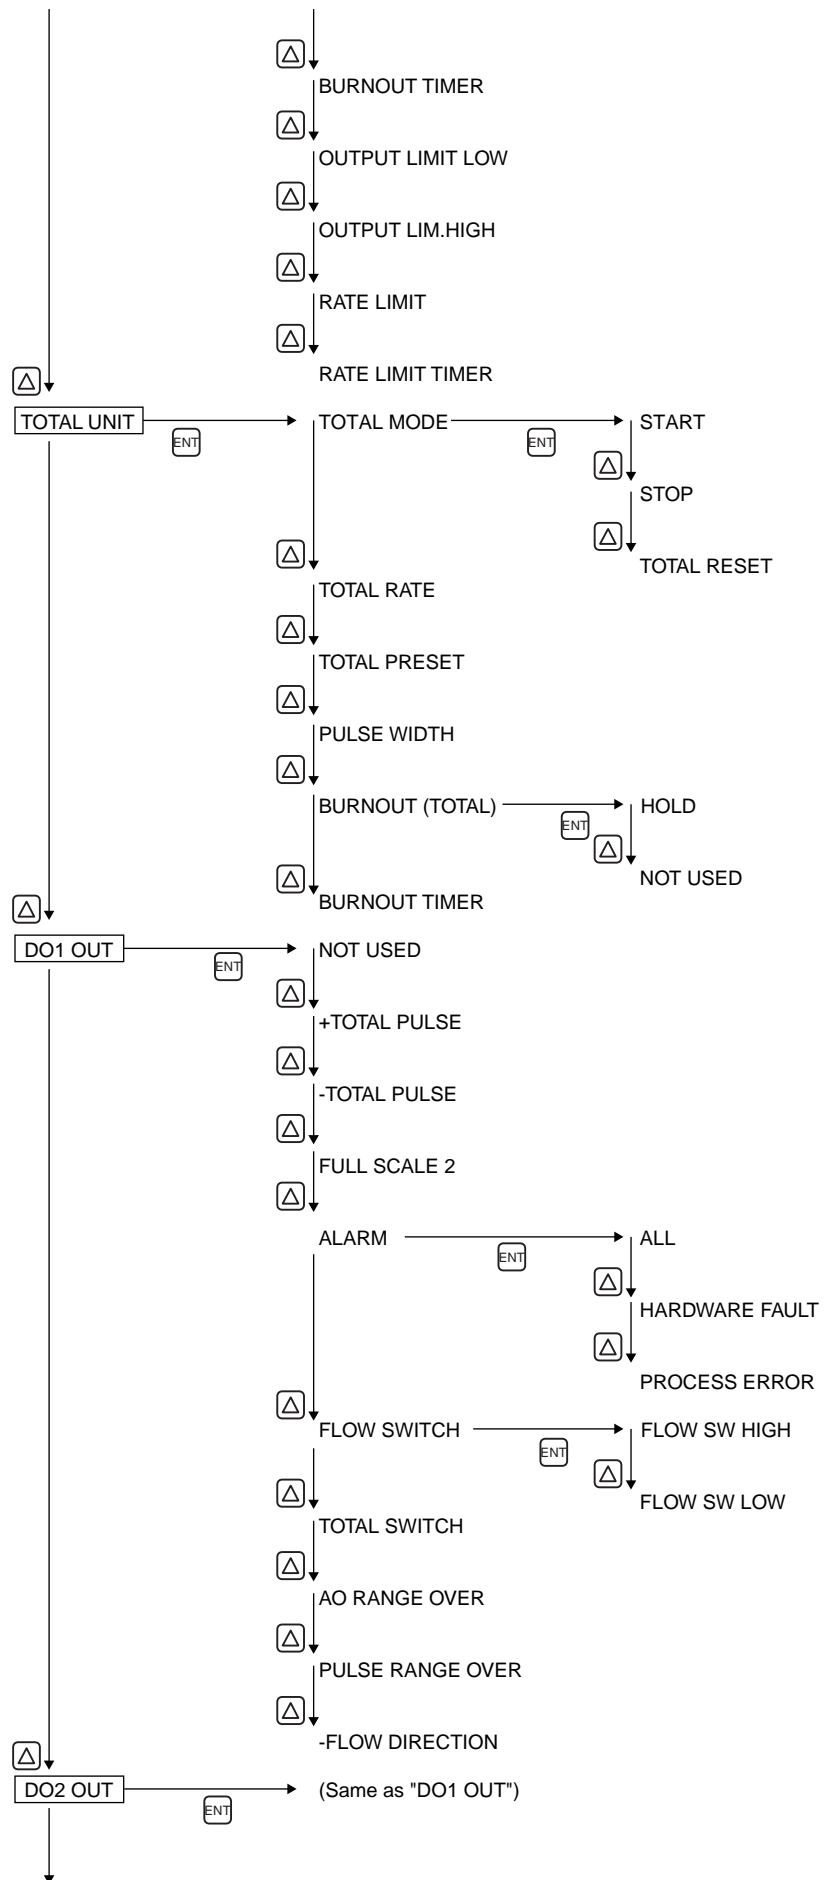 BURNOUT TIMER
OUTPUT LIMIT LOW
OUTPUT LIM.HIGH
RATE LIMIT
RATE LIMIT TIMER
TOTAL UNIT ENT TOTAL MODE ENT START
STOP
TOTAL RESET
TOTAL RATE
TOTAL PRESET
PULSE WIDTH
BURNOUT (TOTAL) ENT HOLD
NOT USED
BURNOUT TIMER
DO1 OUT ENT NOT USED
+TOTAL PULSE
-TOTAL PULSE
FULL SCALE 2
ALARM ENT ALL
HARDWARE FAULT
PROCESS ERROR
FLOW SWITCH ENT FLOW SW HIGH
FLOW SW LOW
TOTAL SWITCH
AO RANGE OVER
PULSE RANGE OVER
-FLOW DIRECTION
DO2 OUT ENT (Same as "DO1 OUT")